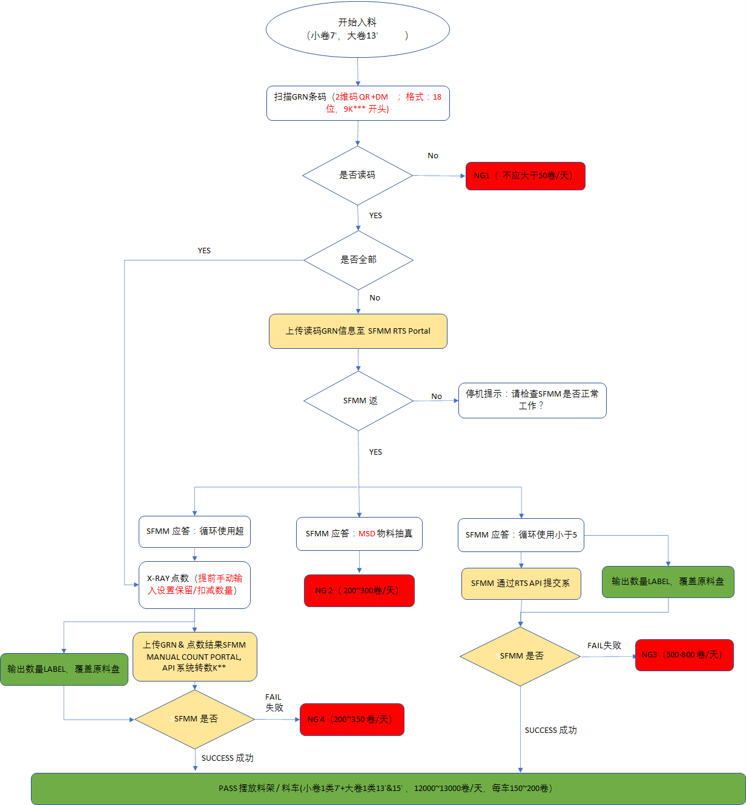 开始入料
（小卷7'，大卷13'　　）
扫描GRN条码（2维码QR+DM ；格式：18
位，9K*** 开头）
是否读码
No
NG1（ 不应大于50卷/天）
YES
是否全部
YES
No
上传读码GRN信息至 SFMM RTS Portal
SFMM 返
No
停机提示：请检查SFMM是否正常
工作？
YES
SFMM 应答：循环使用超
SFMM 应答：MSD物料抽真
SFMM 应答：循环使用小于5
X-RAY点数（提前手动输
入设置保留/扣减数量）
NG 2（200~300卷/天）
SFMM 通过RTS API 提交系
输出数量LABEL、覆盖原料盘
上传GRN & 点数结果SFMM
MANUAL COUNT PORTAL,
API 系统转数K**
输出数量LABEL、覆盖原料盘
SFMM 是否
FAIL失败
NG3（500-800 卷/天）
SFMM 是否
FAIL
失败
NG 4（200~350 卷/天）
SUCCESS 成功
SUCCESS 成功
PASS 摆放料架 / 料车(小卷1类7'+大卷1类13'&15'，12000~13000卷/天，每车150~200卷）